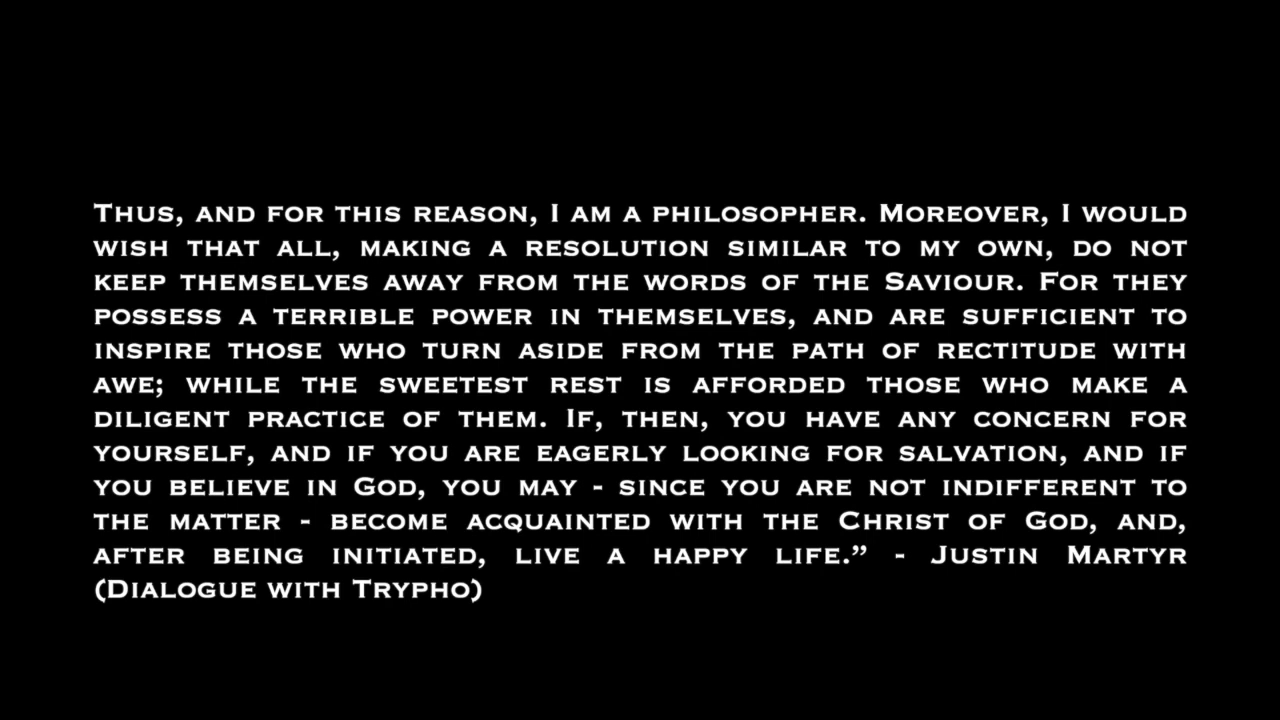 Thus, and for this reason, I am a philosopher. Moreover, I would
wish that all, making a resolution similar to my own, do not
keep themselves away from the words of the Saviour. For they
possess a terrible power in themselves, and are sufficient to
inspire those who turn aside from the path of rectitude with
awe; while the sweetest rest is afforded those who make a
diligent practice of them. If, then, you have any concern for
yourself, and if you are eagerly looking for salvation, and if
you believe in God, you may - since you are not indifferent to
the matter - become acquainted with the Christ of God, and,
after being initiated, live a happy life.” - Justin Martyr
(Dialogue with Trypho)